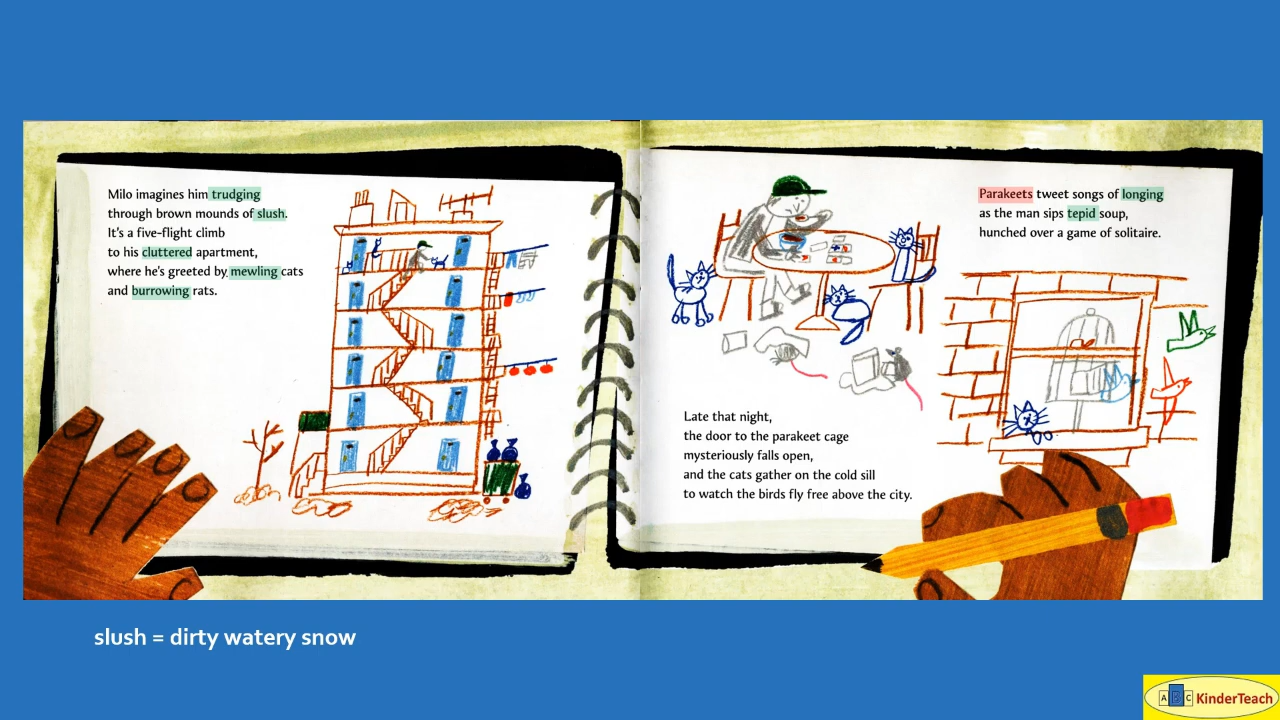 Milo imagines him trudging
through brown mounds of slush.
It's a five-flight climb
to his cluttered apartment,
where he's greeted by mewling cats
and burrowing rats.
Parakeets tweet songs of longing
as the man sips tepid soup,
hunched over a game of solitaire.
Late that night,
the door to the parakeet cage
mysteriously falls open,
and the cats gather on the cold sill
to watch the birds fly free above the city.
slush = dirty watery snow
A B C KinderTeach